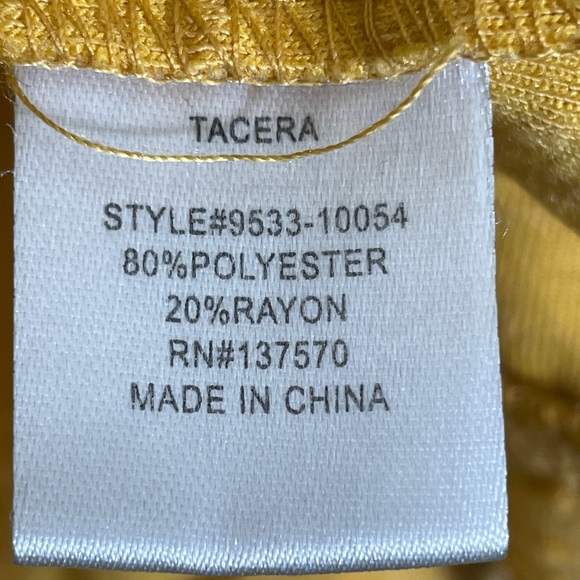 TACERA
STYLE#9533-10054
80%POLYESTER
20%RAYON
RN#137570
MADE IN CHINA